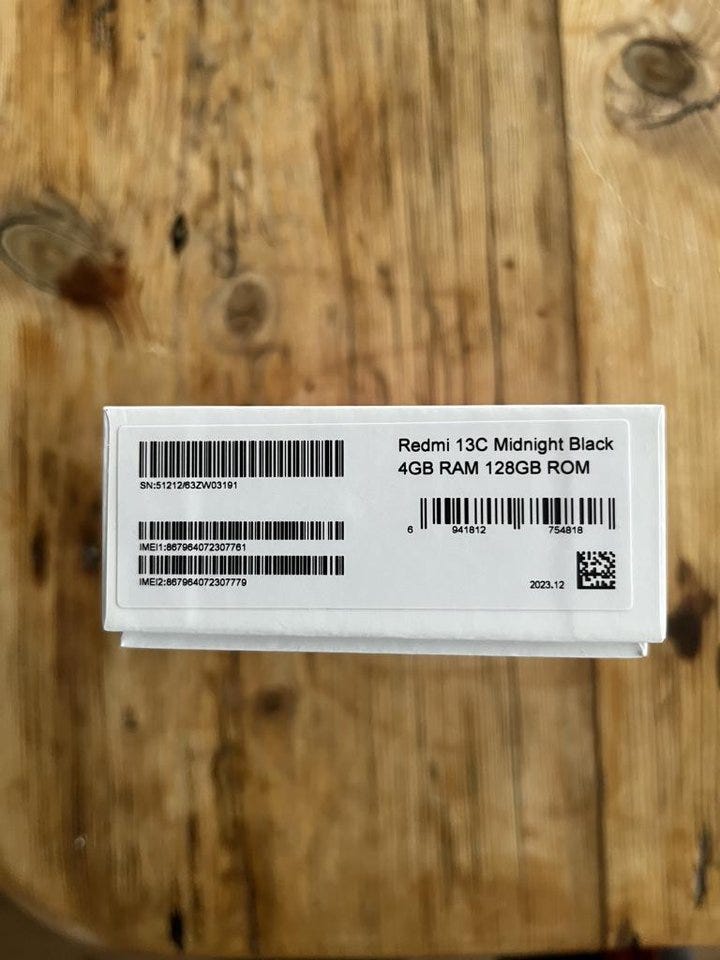 SN:51212/63ZW03191
IMEI1:867964072307761
IMEI2:867964072307779
Redmi 13C Midnight Black
4GB RAM 128GB ROM
6 941812 754818
2023.12